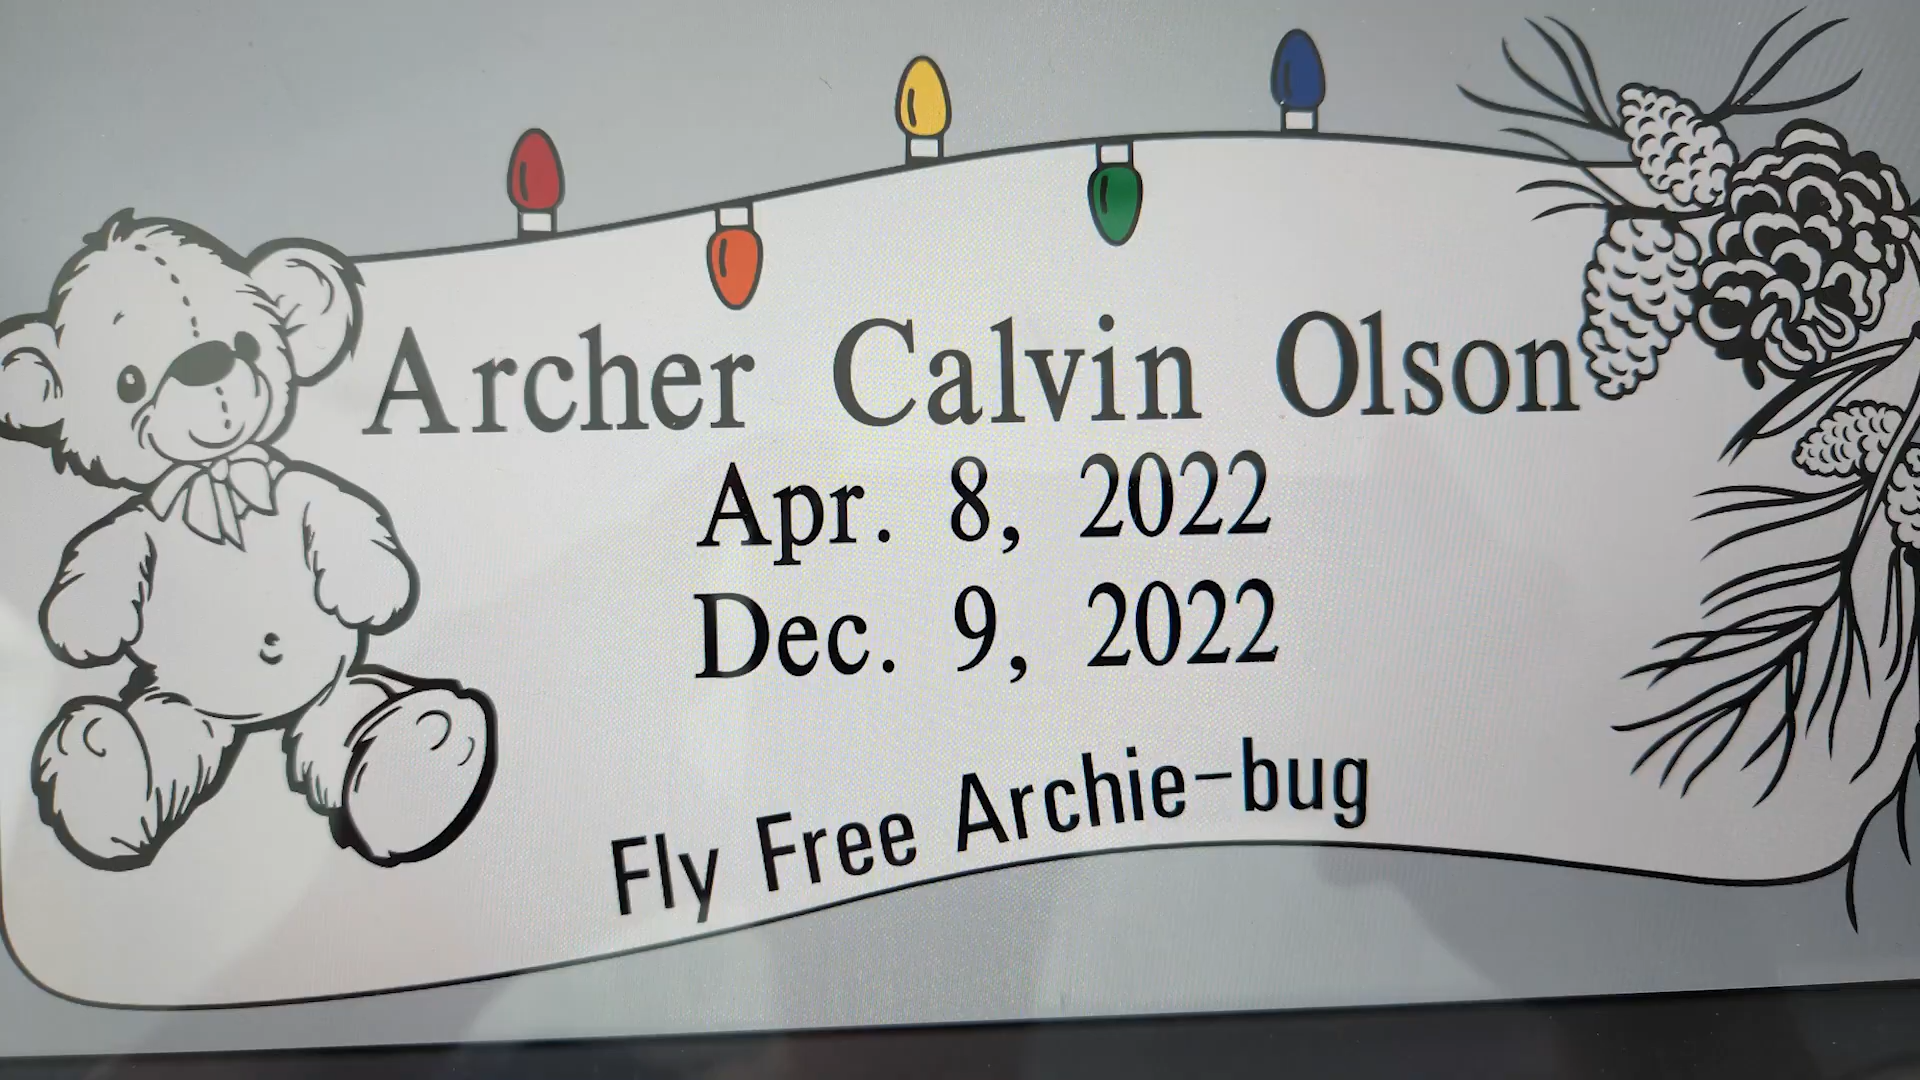 Archer Calvin Olson
Apr. 8, 2022
Dec. 9, 2022
Fly Free Archie-bug